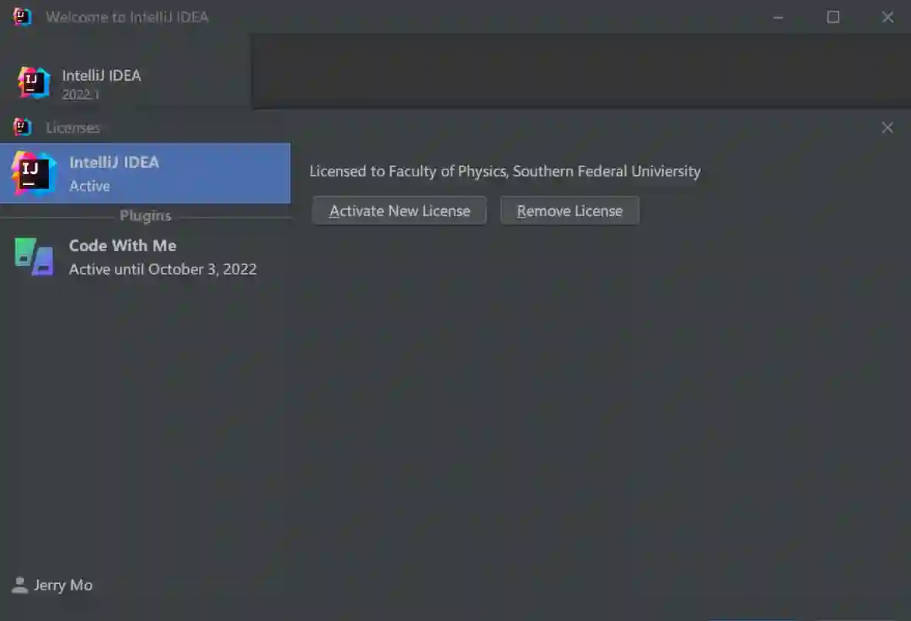 Welcome to IntelliJ IDEA
IntelliJ IDEA
2022.1
Licenses
IntelliJ IDEA
Active
Licensed to Faculty of Physics, Southern Federal Univiersity
Activate New License
Remove License
Plugins
Code With Me
Active until October 3, 2022
Jerry Mo